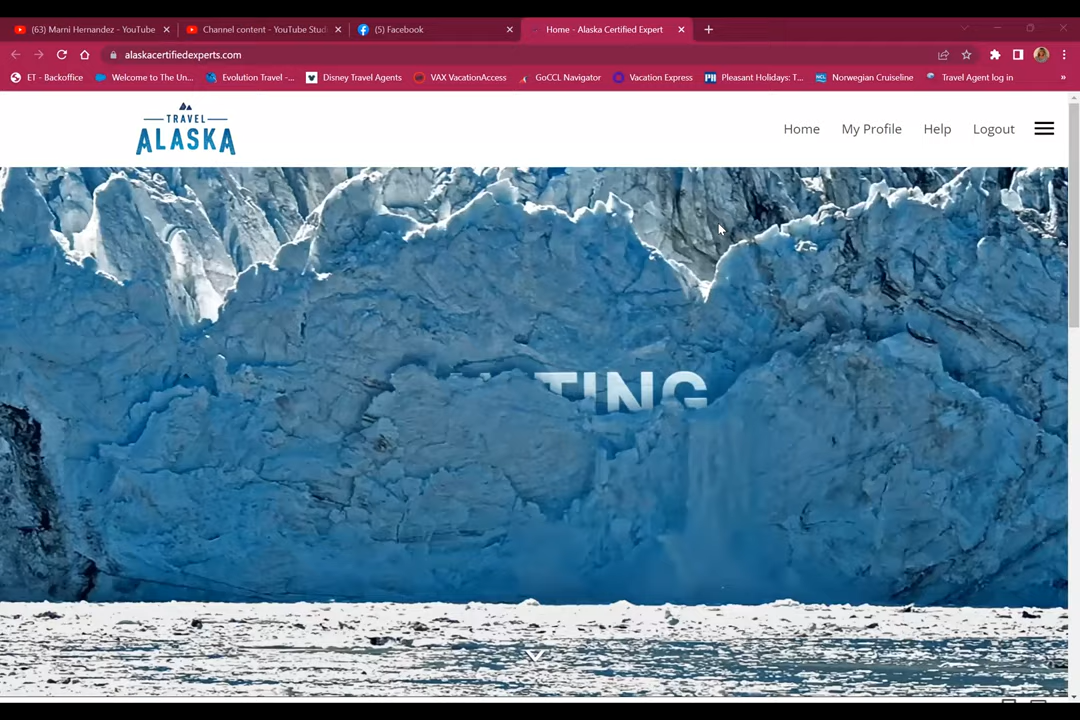 (63) Marni Hernandez - YouTube
Channel content - YouTube Stud
(5) Facebook
Home - Alaska Certified Expert
alaskacertifiedexperts.com
ET - Backoffice
Welcome to The Un...
Evolution Travel -...
Disney Travel Agents
VAX VacationAccess
GoCCL Navigator
Vacation Express
Pleasant Holidays: T...
Norwegian Cruiseline
Travel Agent log in
»
TRAVEL
ALASKA
Home
My Profile
Help
Logout
TING